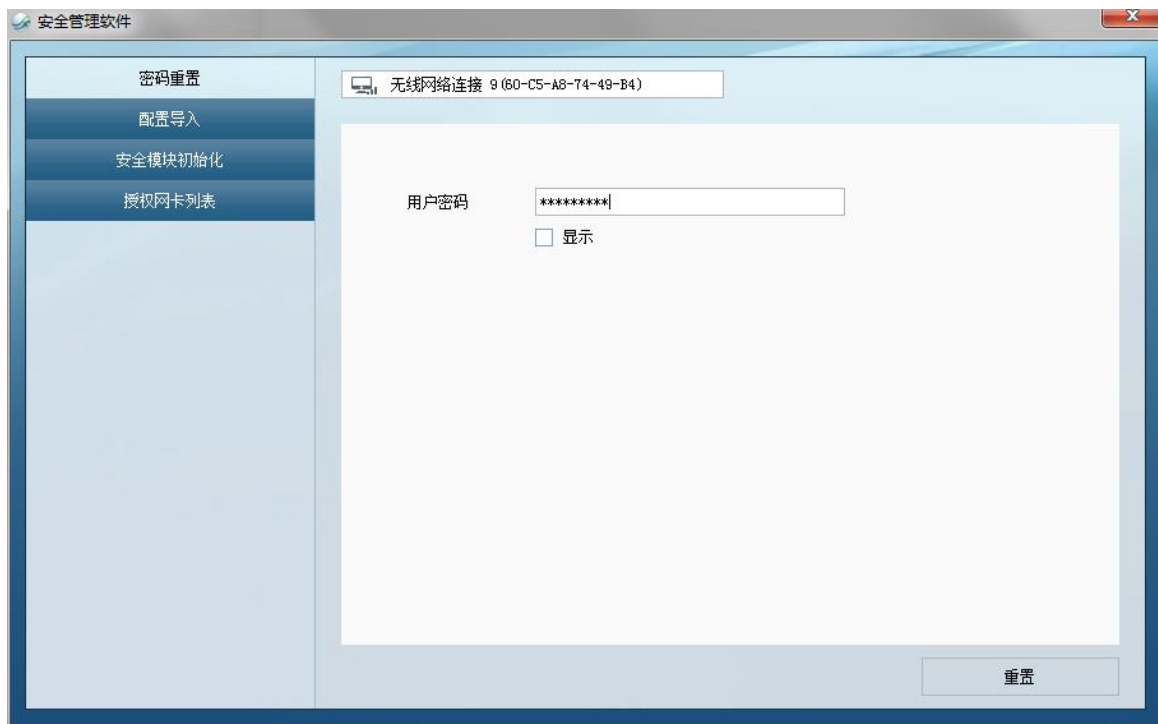 安全管理软件
密码重置
配置导入
安全模块初始化
授权网卡列表
无线网络连接 9(60-C5-A8-74-49-B4)
用户密码
*********
显示
重置